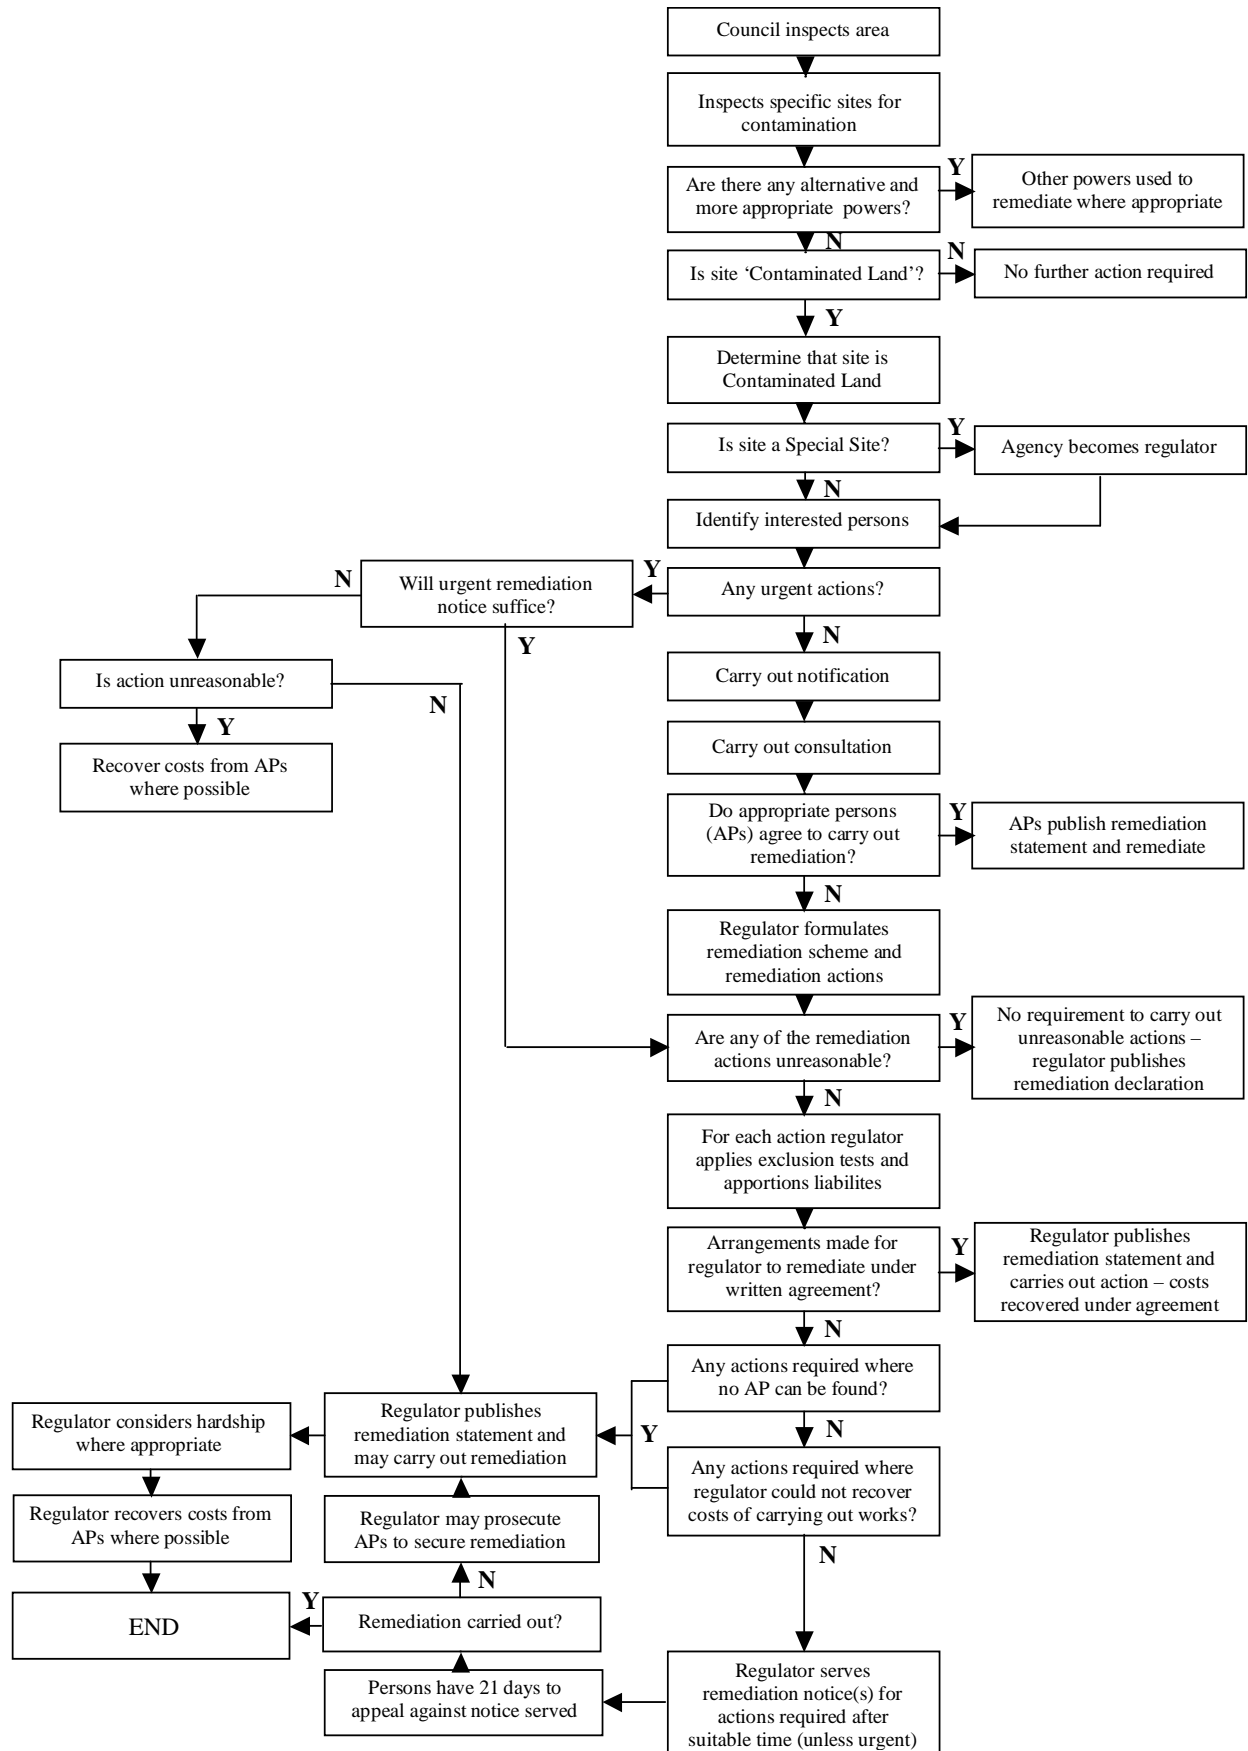 Council inspects area
Inspects specific sites for
contamination
Are there any alternative and
more appropriate powers?
Y
Other powers used to
remediate where appropriate
N
Is site ‘Contaminated Land’?
N
No further action required
Y
Determine that site is
Contaminated Land
Is site a Special Site?
Y
Agency becomes regulator
N
Identify interested persons
Any urgent actions?
Y
Will urgent remediation
notice suffice?
N
Y
N
Is action unreasonable?
N
Y
Recover costs from APs
where possible
Carry out notification
Carry out consultation
Do appropriate persons
(APs) agree to carry out
remediation?
Y
APs publish remediation
statement and remediate
N
Regulator formulates
remediation scheme and
remediation actions
Are any of the remediation
actions unreasonable?
Y
No requirement to carry out
unreasonable actions –
regulator publishes
remediation declaration
N
For each action regulator
applies exclusion tests and
apportions liabilites
Arrangements made for
regulator to remediate under
written agreement?
Y
Regulator publishes
remediation statement and
carries out action – costs
recovered under agreement
N
Any actions required where
no AP can be found?
Y
N
Any actions required where
regulator could not recover
costs of carrying out works?
N
Regulator publishes
remediation statement and
may carry out remediation
Regulator considers hardship
where appropriate
Regulator recovers costs from
APs where possible
Regulator may prosecute
APs to secure remediation
N
END
Y
Remediation carried out?
Persons have 21 days to
appeal against notice served
Regulator serves
remediation notice(s) for
actions required after
suitable time (unless urgent)